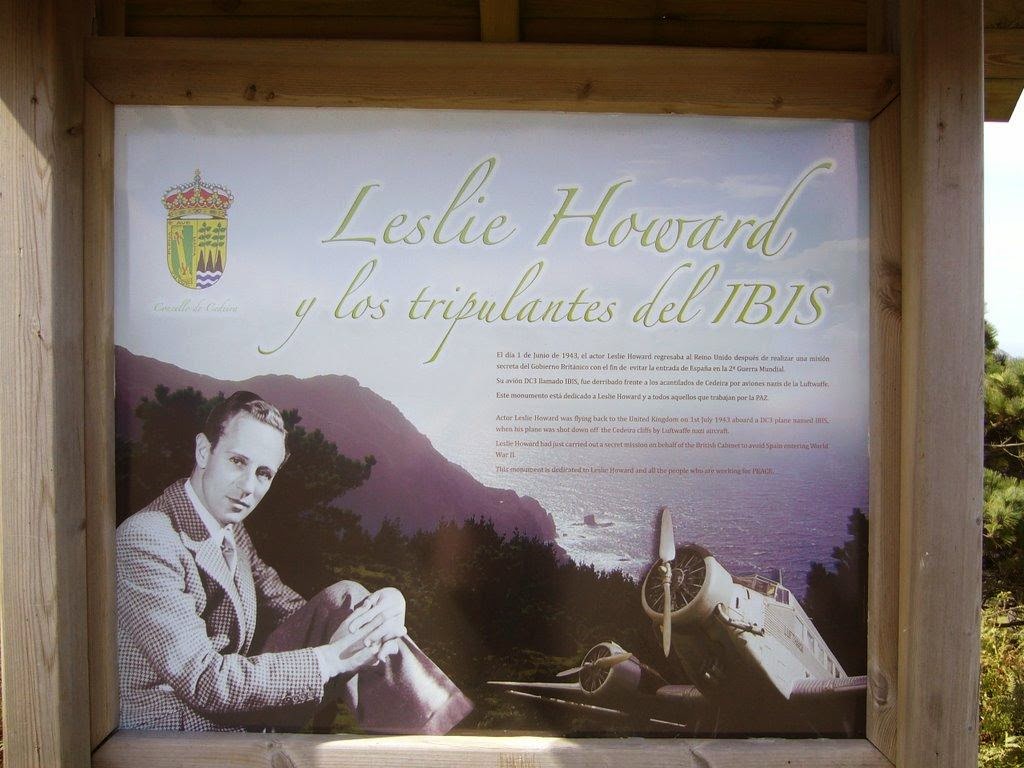 Leslie Howard
y los tripulantes del IBIS
Concello de Cedeira
El día 1 de Junio de 1943, el actor Leslie Howard regresaba al Reino Unido después de realizar una misión
secreta del Gobierno Británico con el fin de evitar la entrada de España en la 2ª Guerra Mundial.
Su avión DC3 llamado IBIS, fue derribado frente a los acantilados de Cedeira por aviones nazis de la Luftwaffe.
Este monumento está dedicado a Leslie Howard y a todos aquellos que trabajan por la PAZ.
Actor Leslie Howard was flying back to the United Kingdom on 1st July 1943 aboard a DC3 plane named IBIS,
when his plane was shot down off the Cedeira cliffs by Luftwaffe nazi aircraft.
Leslie Howard had just carried out a secret mission on behalf of the British Cabinet to avoid Spain entering World
War II.
This monument is dedicated to Leslie Howard and all the people who are working for PEACE.